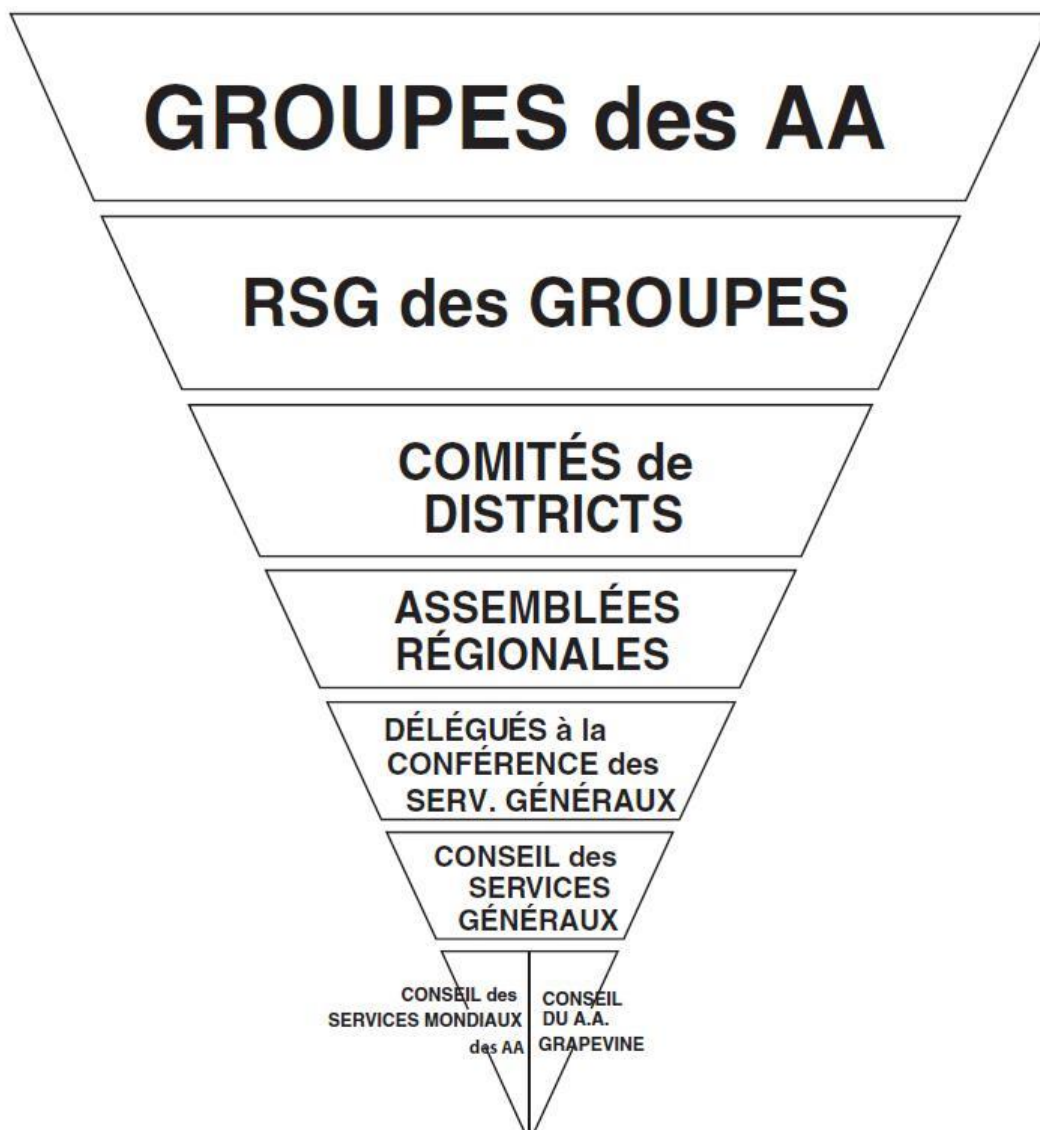 GROUPES des AA
RSG des GROUPES
COMITÉS de
DISTRICTS
ASSEMBLÉES
RÉGIONALES
DÉLÉGUÉS à la
CONFÉRENCE des
SERV. GÉNÉRAUX
CONSEIL des
SERVICES
GÉNÉRAUX
CONSEIL des
SERVICES MONDIAUX
des AA
CONSEIL
DU A.A.
GRAPEVINE